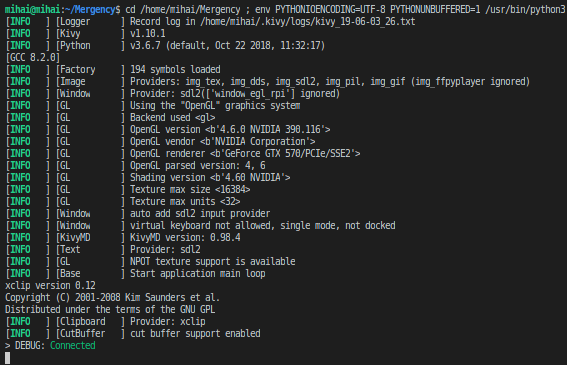 mihai@mihai:~/Mergency$ cd /home/mihai/Mergency ; env PYTHONIOENCODING=UTF-8 PYTHONUNBUFFERED=1 /usr/bin/python3
[INFO   ] [Logger      ] Record log in /home/mihai/.kivy/logs/kivy_19-06-03_26.txt
[INFO   ] [Kivy        ] v1.10.1
[INFO   ] [Python      ] v3.6.7 (default, Oct 22 2018, 11:32:17)
[GCC 8.2.0]
[INFO   ] [Factory     ] 194 symbols loaded
[INFO   ] [Image       ] Providers: img_tex, img_dds, img_sdl2, img_pil, img_gif (img_ffpyplayer ignored)
[INFO   ] [Window      ] Provider: sdl2(['window_egl_rpi'] ignored)
[INFO   ] [GL          ] Using the "OpenGL" graphics system
[INFO   ] [GL          ] Backend used <gl>
[INFO   ] [GL          ] OpenGL version <b'4.6.0 NVIDIA 390.116'>
[INFO   ] [GL          ] OpenGL vendor <b'NVIDIA Corporation'>
[INFO   ] [GL          ] OpenGL renderer <b'GeForce GTX 570/PCIe/SSE2'>
[INFO   ] [GL          ] OpenGL parsed version: 4, 6
[INFO   ] [GL          ] Shading version <b'4.60 NVIDIA'>
[INFO   ] [GL          ] Texture max size <16384>
[INFO   ] [GL          ] Texture max units <32>
[INFO   ] [Window      ] auto add sdl2 input provider
[INFO   ] [Window      ] virtual keyboard not allowed, single mode, not docked
[INFO   ] [KivyMD      ] KivyMD version: 0.98.4
[INFO   ] [Text        ] Provider: sdl2
[INFO   ] [GL          ] NPOT texture support is available
[INFO   ] [Base        ] Start application main loop
xclip version 0.12
Copyright (C) 2001-2008 Kim Saunders et al.
Distributed under the terms of the GNU GPL
[INFO   ] [Clipboard   ] Provider: xclip
[INFO   ] [CutBuffer   ] cut buffer support enabled
> DEBUG: Connected